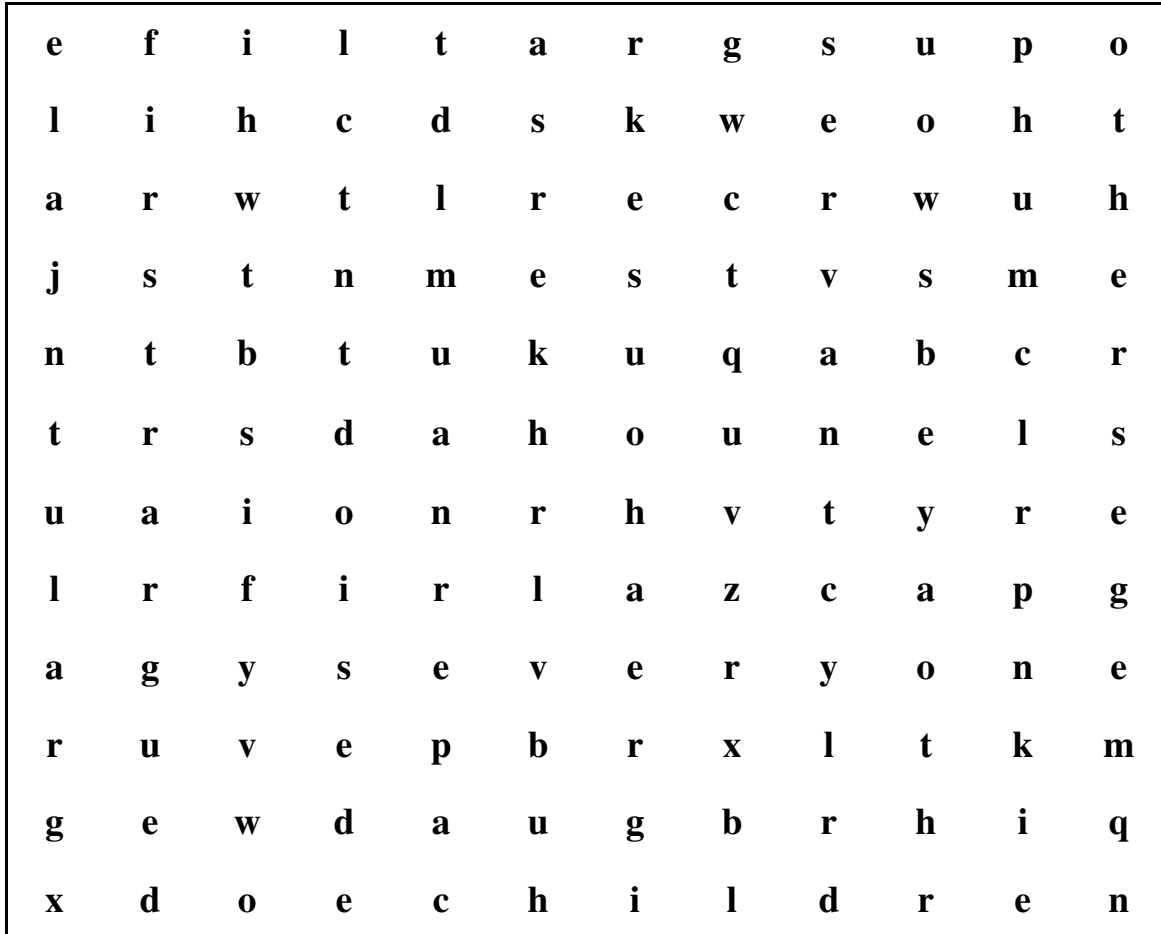 e f i l t a r g s u p o
l i h c d s k w e o h t
a r w t l r e c r w u h
j s t n m e s t v s m e
n t b t u k u q a b c r
t r s d a h o u n e l s
u a i o n r h v t y r e
l r f i r l a z c a p g
a g y s e v e r y o n e
r u v e p b r x l t k m
g e w d a u g b r h i q
x d o e c h i l d r e n